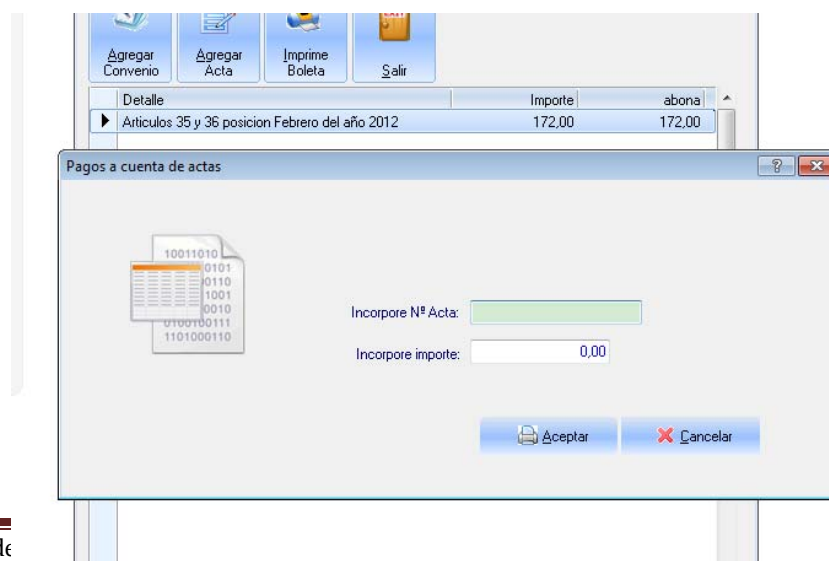 Agregar Convenio
Agregar Acta
Imprime Boleta
Salir
Detalle Importe abona
Articulos 35 y 36 posicion Febrero del año 2012 172,00 172,00
Pagos a cuenta de actas
10011010
0101
0110
1001
0010
0100100111
1101000110
Incorpore Nº Acta:
Incorpore importe: 0,00
Aceptar Cancelar